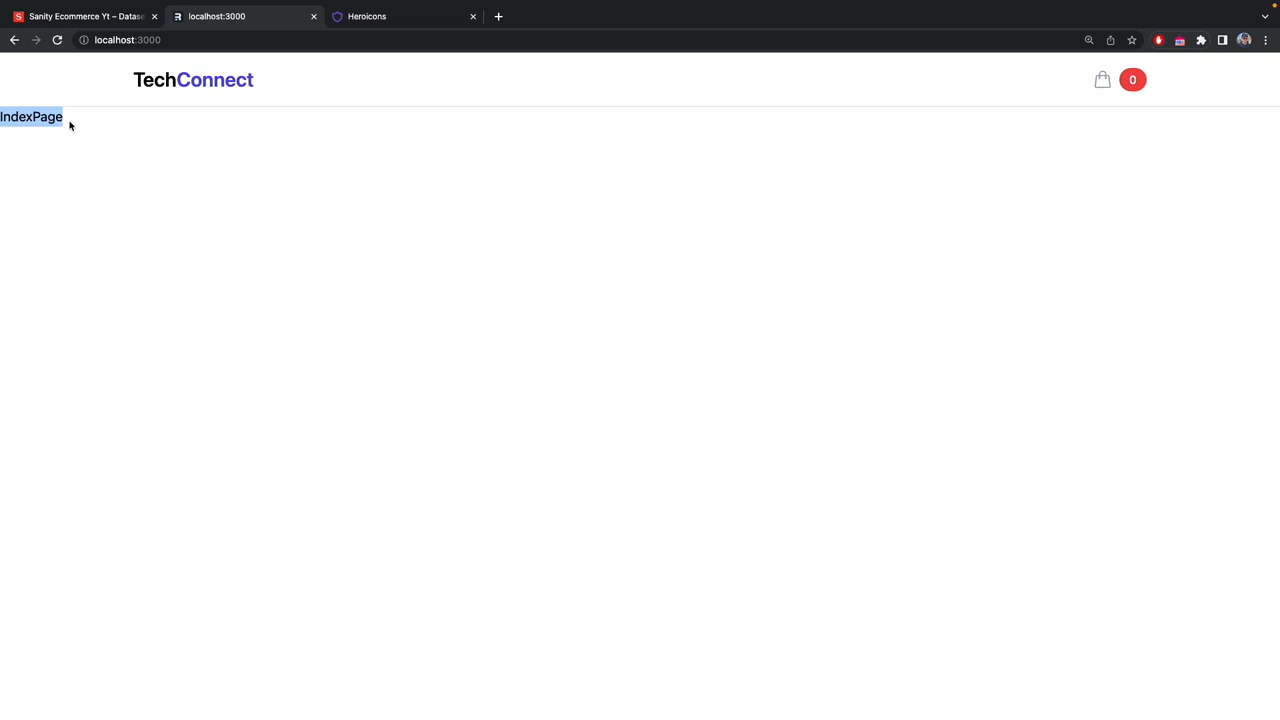 Sanity Ecommerce Yt – Datase
localhost:3000
Heroicons
localhost:3000
TechConnect
0
IndexPage